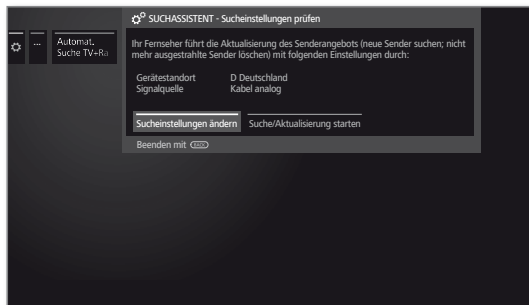 SUCHASSISTENT - Sucheinstellungen prüfen
...
Automat.
Suche TV+Ra
Ihr Fernseher führt die Aktualisierung des Senderangebots (neue Sender suchen; nicht
mehr ausgestrahlte Sender löschen) mit folgenden Einstellungen durch:
Gerätestandort D Deutschland
Signalquelle Kabel analog
Sucheinstellungen ändern Suche/Aktualisierung starten
Beenden mit BACK